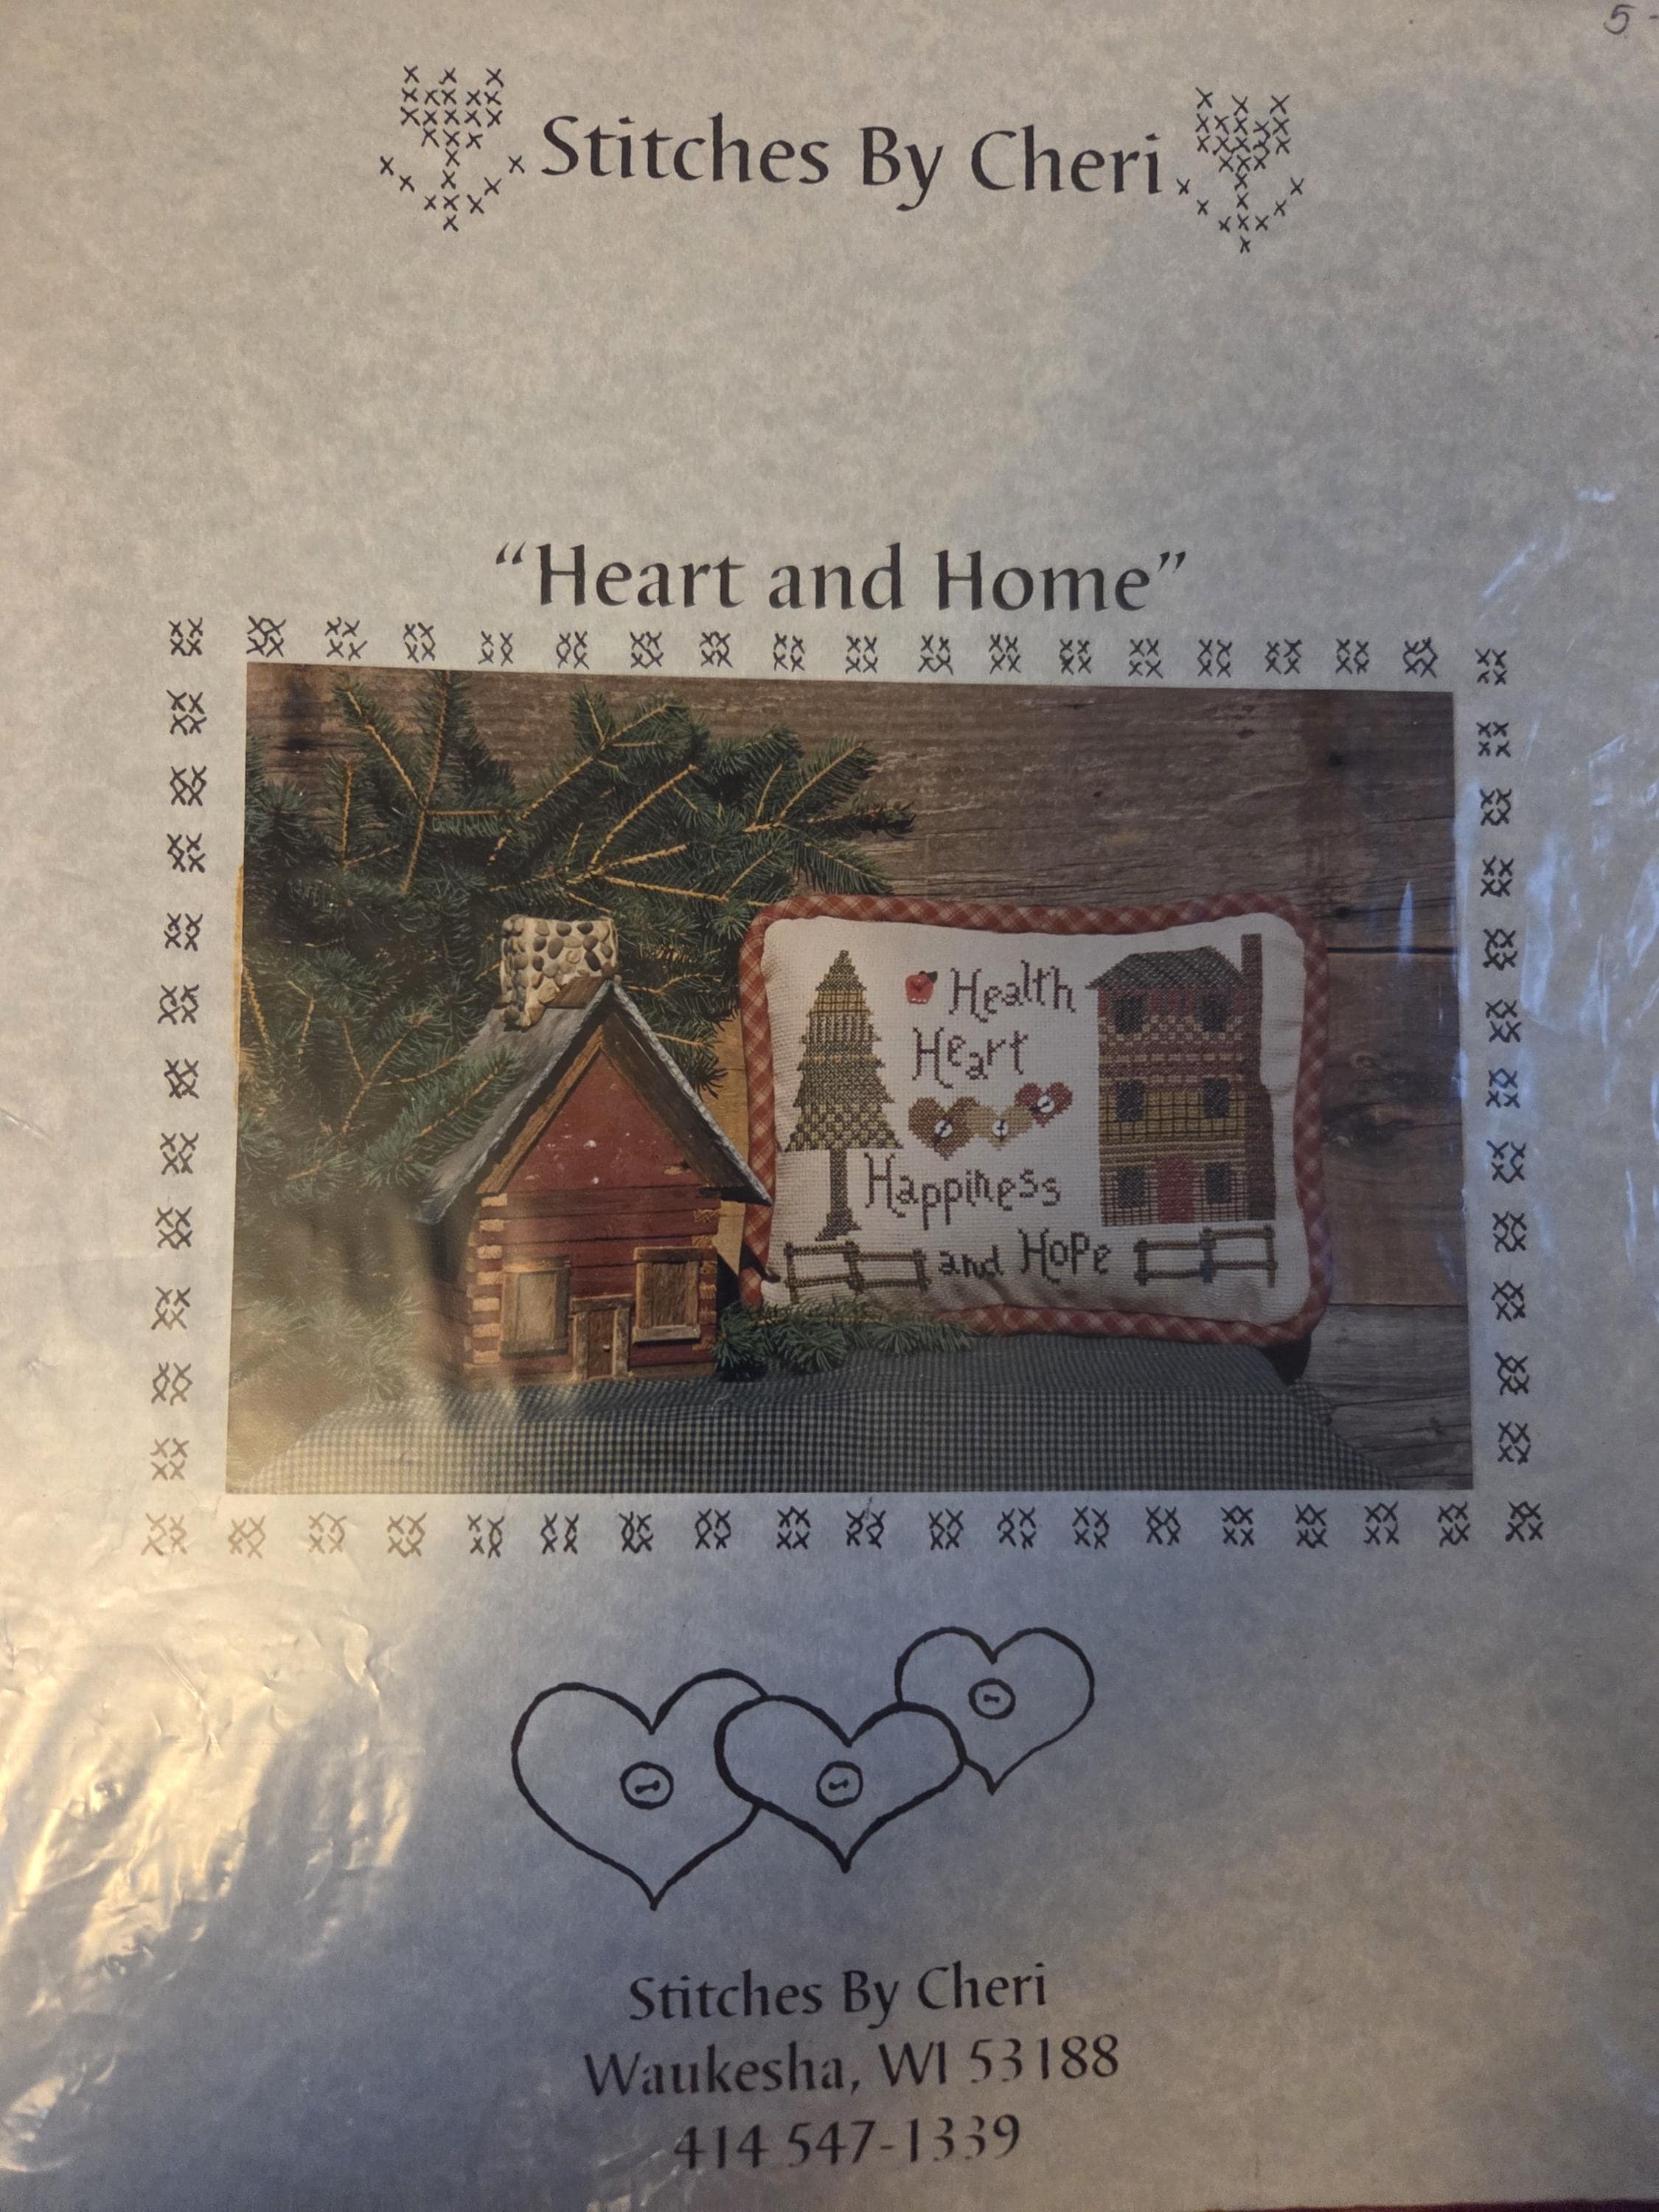 5-
Stitches By Cheri
“Heart and Home”
Health
Heart
Happiness
and Hope
Stitches By Cheri
Waukesha, WI 53188
414 547-1339